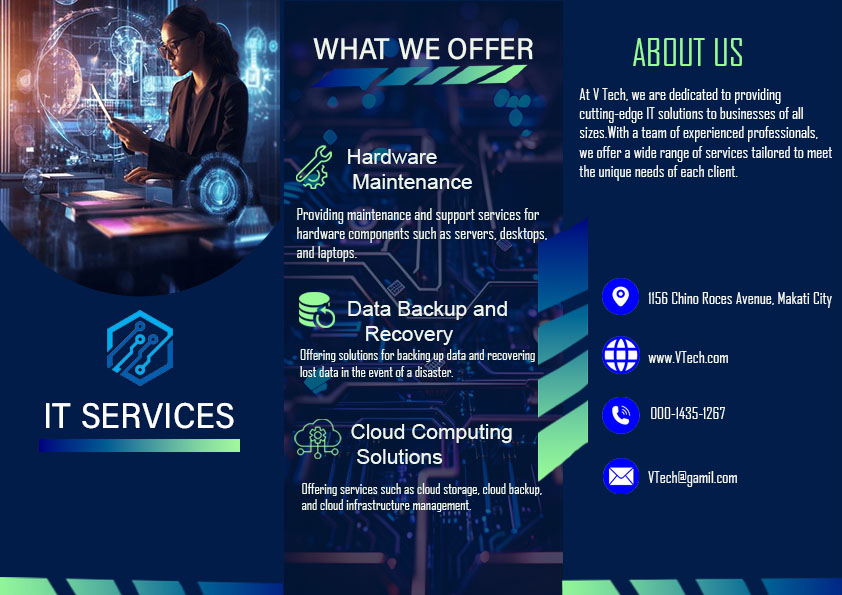 IT SERVICES
WHAT WE OFFER
Hardware
Maintenance
Providing maintenance and support services for
hardware components such as servers, desktops,
and laptops.
Data Backup and
Recovery
Offering solutions for backing up data and recovering
lost data in the event of a disaster.
Cloud Computing
Solutions
Offering services such as cloud storage, cloud backup,
and cloud infrastructure management.
ABOUT US
At V Tech, we are dedicated to providing
cutting-edge IT solutions to businesses of all
sizes.With a team of experienced professionals,
we offer a wide range of services tailored to meet
the unique needs of each client.
1156 Chino Roces Avenue, Makati City
www.VTech.com
000-1435-1267
VTech@gamil.com